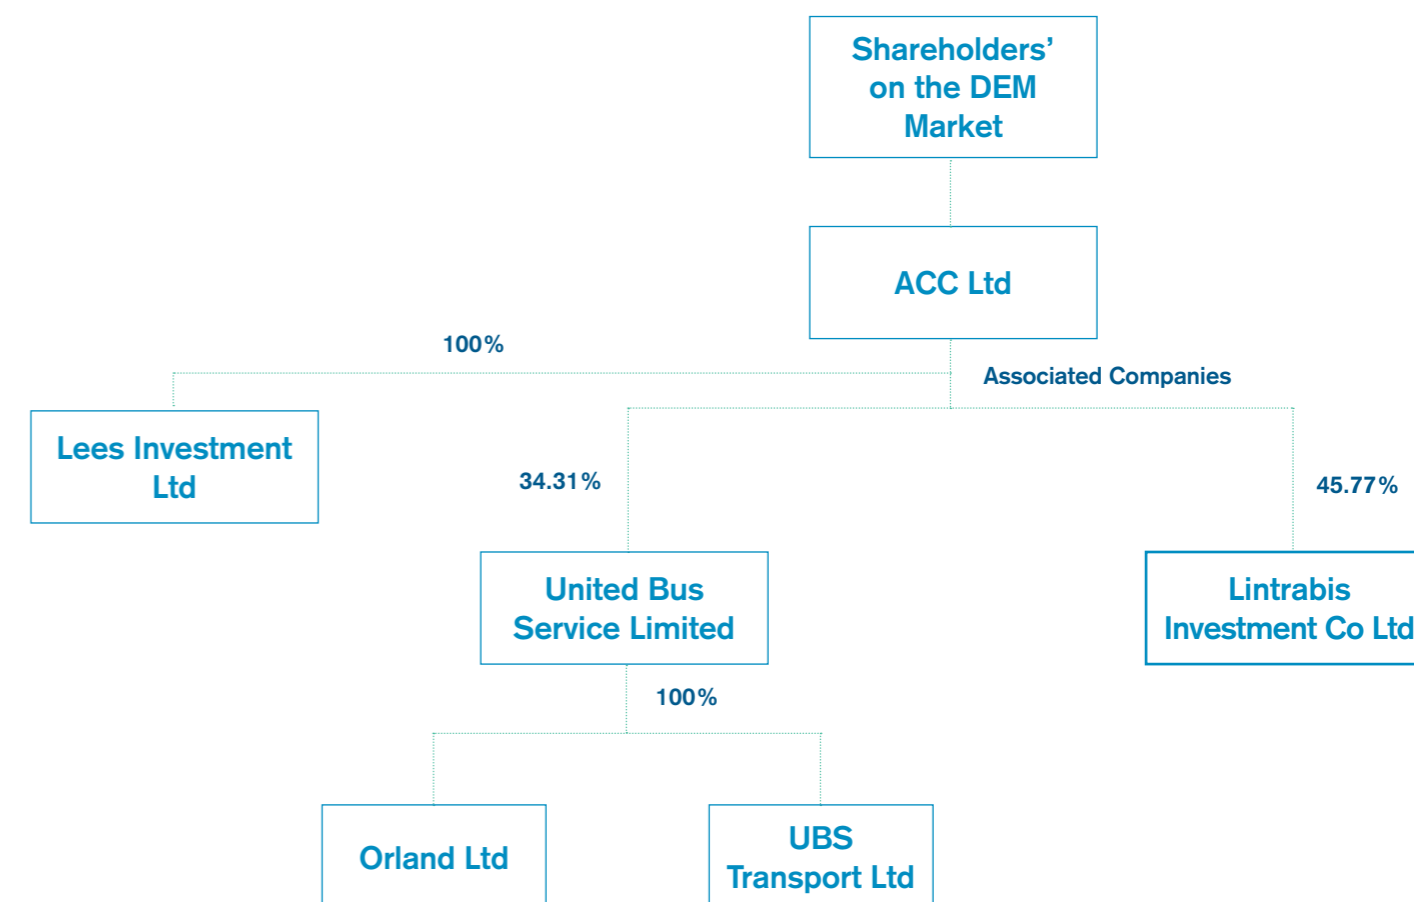 Shareholders’
on the DEM
Market
ACC Ltd
100%
Associated Companies
Lees Investment
Ltd
34.31%
45.77%
United Bus
Service Limited
Lintrabis
Investment Co Ltd
100%
Orland Ltd
UBS
Transport Ltd